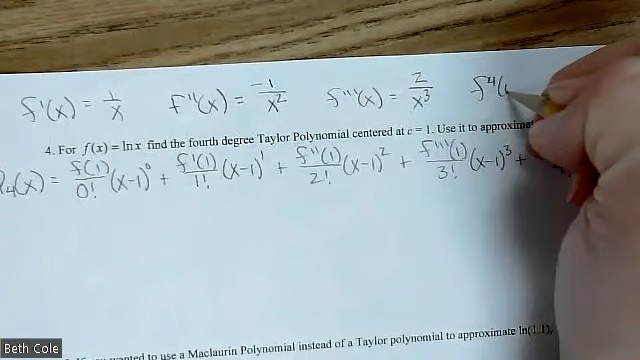 f'(x) = 1/x f''(x) = -1/x² f'''(x) = 2/x³ f⁴(
4. For f(x) = ln x find the fourth degree Taylor Polynomial centered at c = 1. Use it to approximat
P₄(x) = f(1)/0! (x-1)⁰ + f'(1)/1! (x-1)¹ + f''(1)/2! (x-1)² + f'''(1)/3! (x-1)³ +
wanted to use a Maclaurin Polynomial instead of a Taylor polynomial to approximate ln(1.1),
Beth Cole